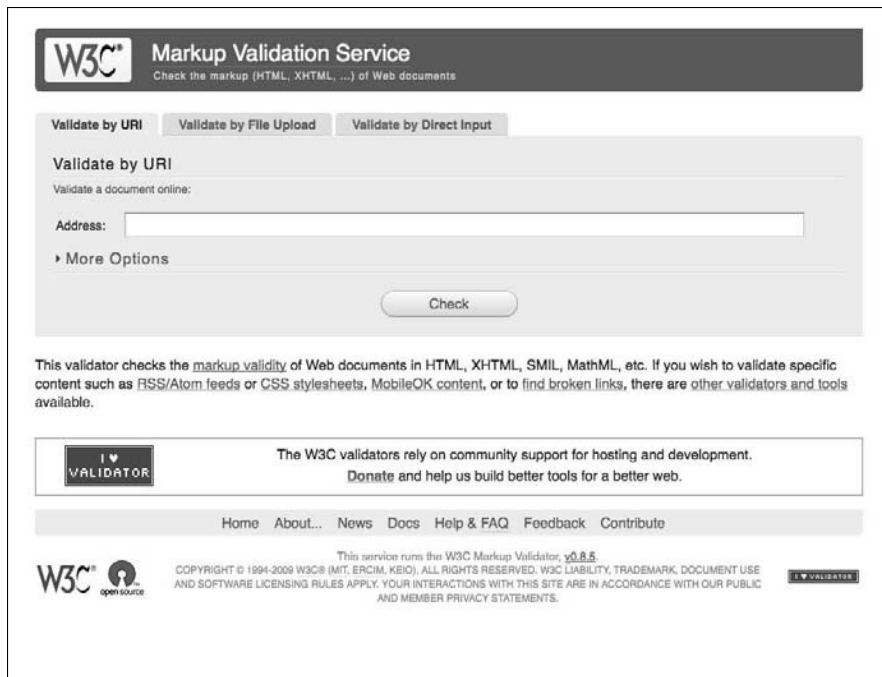 W3C®
Markup Validation Service
Check the markup (HTML, XHTML, ...) of Web documents
Validate by URI
Validate by File Upload
Validate by Direct Input
Validate by URI
Validate a document online:
Address:
More Options
Check
This validator checks the markup validity of Web documents in HTML, XHTML, SMIL, MathML, etc. If you wish to validate specific
content such as RSS/Atom feeds or CSS stylesheets, MobileOK content, or to find broken links, there are other validators and tools
available.
I ♥
VALIDATOR
The W3C validators rely on community support for hosting and development.
Donate and help us build better tools for a better web.
Home About... News Docs Help & FAQ Feedback Contribute
W3C®
open source
This service runs the W3C Markup Validator, v0.8.5.
COPYRIGHT © 1994-2009 W3C® (MIT, ERCIM, KEIO), ALL RIGHTS RESERVED. W3C LIABILITY, TRADEMARK, DOCUMENT USE
AND SOFTWARE LICENSING RULES APPLY. YOUR INTERACTIONS WITH THIS SITE ARE IN ACCORDANCE WITH OUR PUBLIC
AND MEMBER PRIVACY STATEMENTS.
I ♥ VALIDATOR